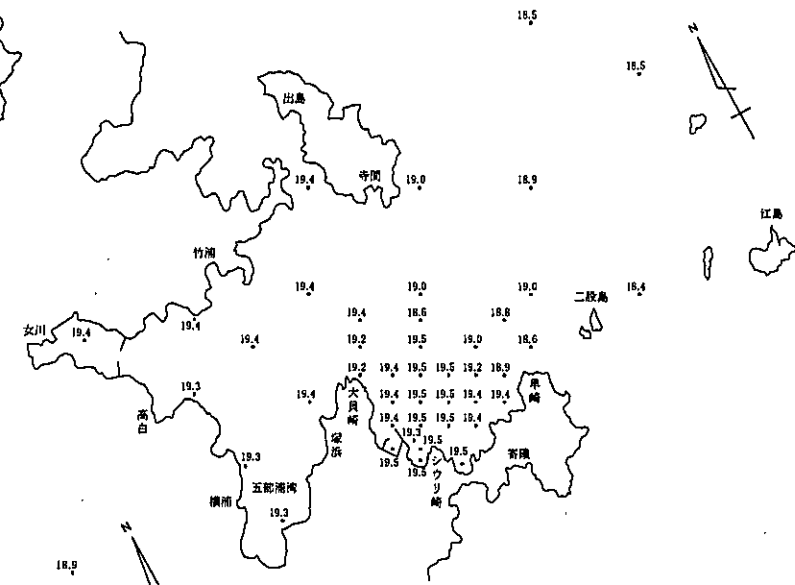 18.5
18.5
N
出島
寺間
19.4 19.0 18.9
江島
竹浦
19.4 19.0 19.0 18.4
二股島
19.4 18.6 18.8
女川
19.4
19.4
19.4 19.2 19.5 19.0 18.6
19.2 19.4 19.5 19.5 19.2 18.9
19.3
大貝崎
早崎
19.4 19.4 19.5 19.5 19.4 19.4
高白
塚浜
19.4 19.5 19.5 19.4
19.3 19.5
シウリ崎
寄磯
19.3
19.5 19.5 19.5
横浦
五部浦湾
19.3
N
18.9